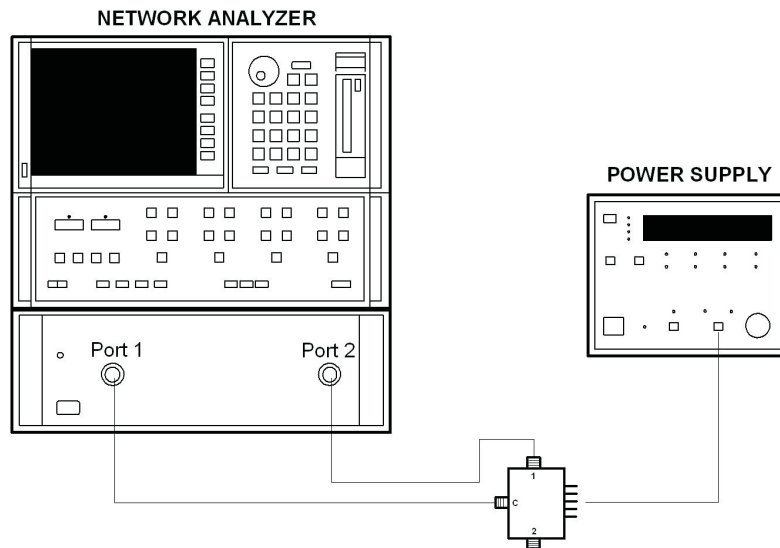 NETWORK ANALYZER
POWER SUPPLY
Port 1
Port 2
1
C
2